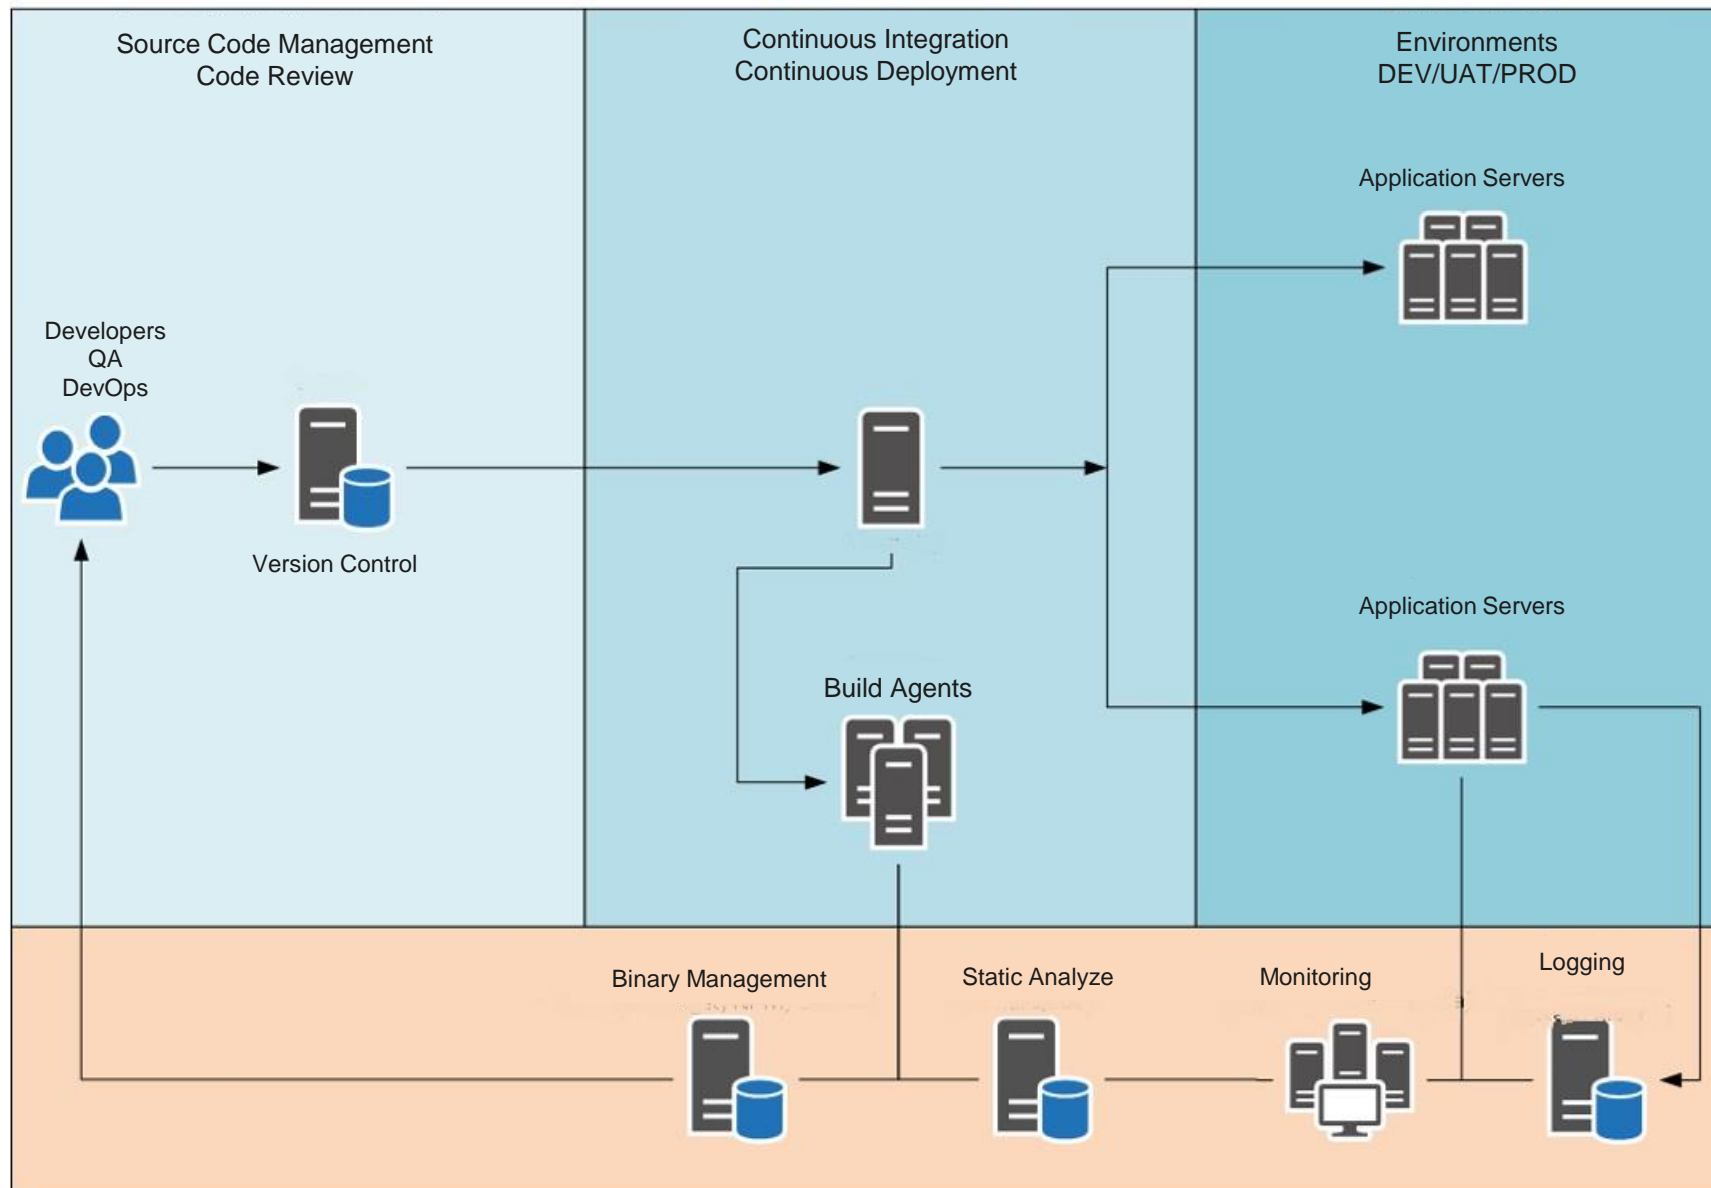 Source Code Management
Code Review
Continuous Integration
Continuous Deployment
Environments
DEV/UAT/PROD
Application Servers
Developers
QA
DevOps
Version Control
Application Servers
Build Agents
Binary Management
Static Analyze
Monitoring
Logging